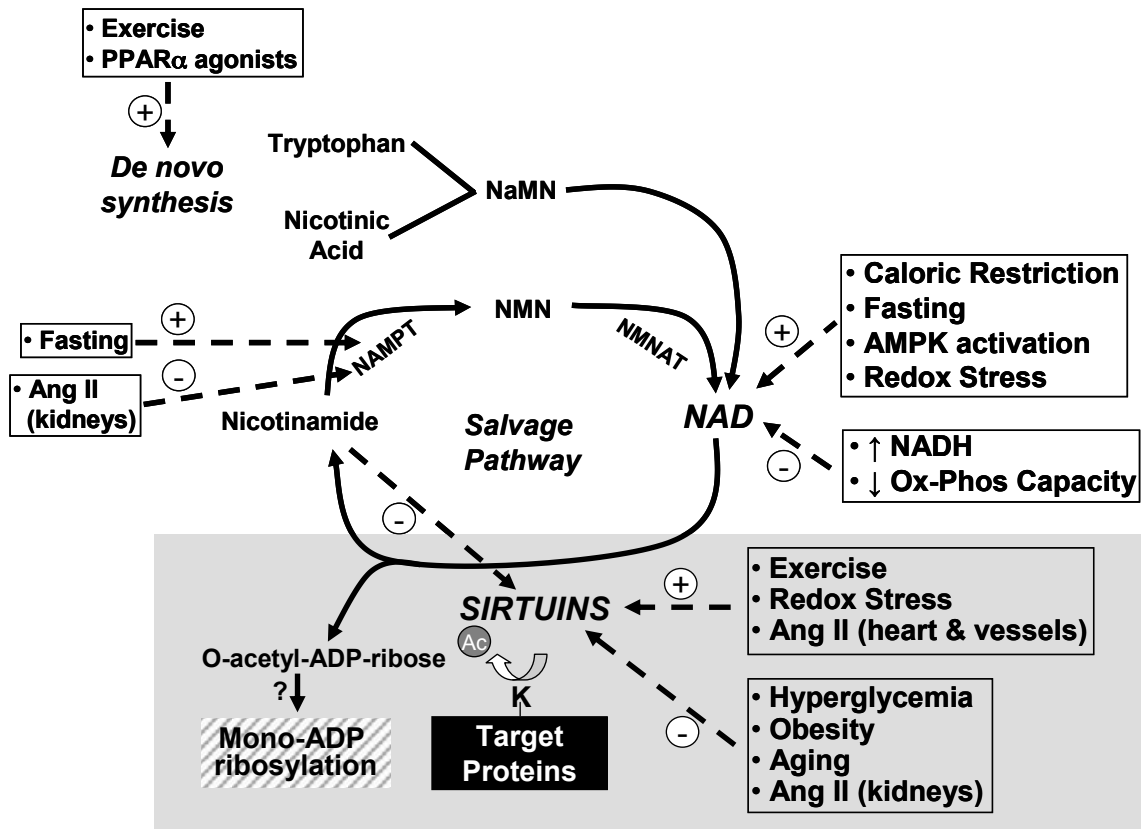 • Exercise
• PPARα agonists
+
De novo
synthesis
Tryptophan
NaMN
Nicotinic
Acid
• Caloric Restriction
• Fasting
• AMPK activation
• Redox Stress
+
NMN
NAMPT
NMNAT
+
• Fasting
-
• Ang II
(kidneys)
Nicotinamide
Salvage
Pathway
NAD
-
• ↑ NADH
• ↓ Ox-Phos Capacity
-
• Exercise
• Redox Stress
• Ang II (heart & vessels)
+
SIRTUINS
Ac
O-acetyl-ADP-ribose
?
K
Mono-ADP
ribosylation
Target
Proteins
-
• Hyperglycemia
• Obesity
• Aging
• Ang II (kidneys)